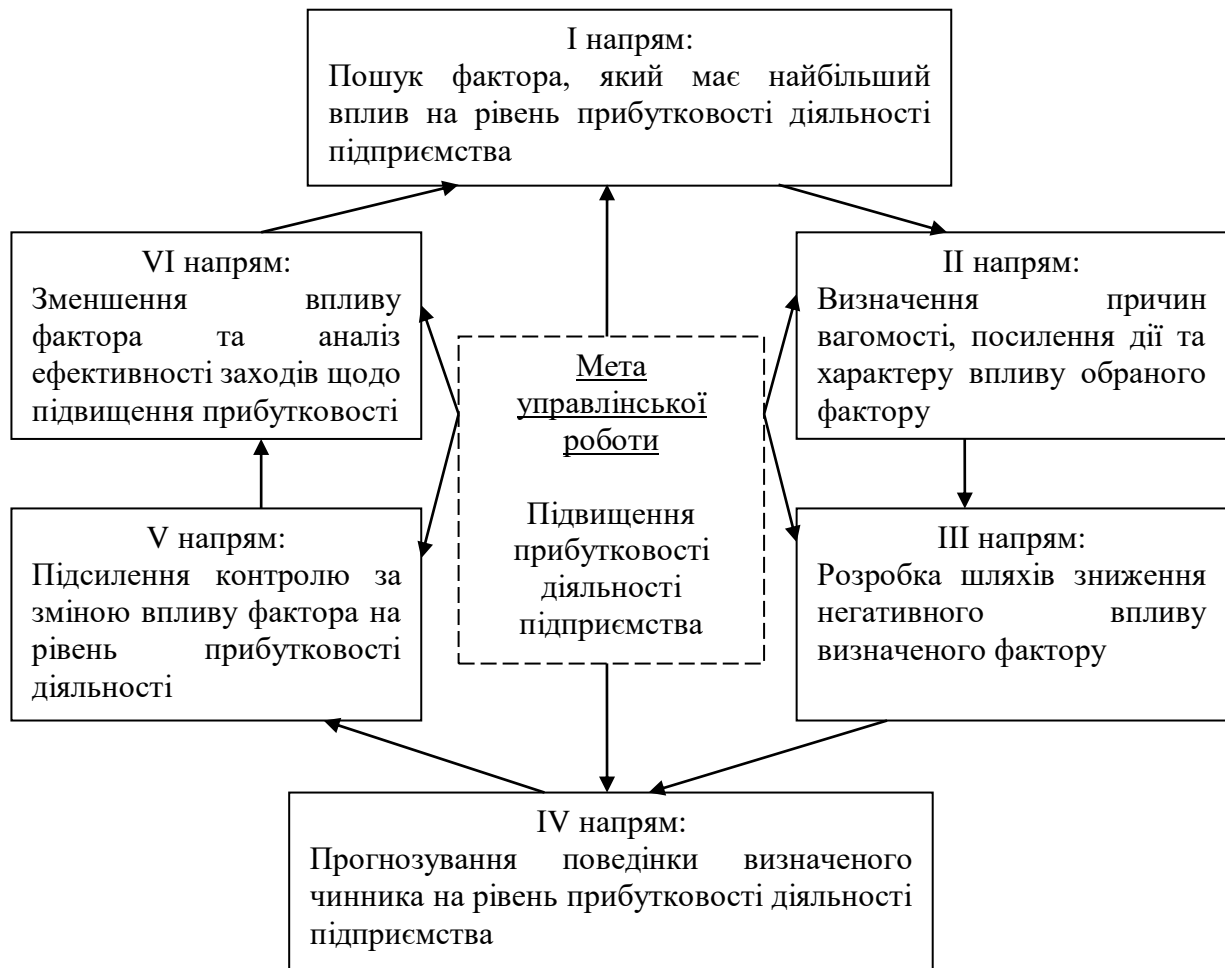 І напрям:
Пошук фактора, який має найбільший
вплив на рівень прибутковості діяльності
підприємства
VI напрям:
Зменшення впливу
фактора та аналіз
ефективності заходів щодо
підвищення прибутковості
ІІ напрям:
Визначення причин
вагомості, посилення дії та
характеру впливу обраного
фактору
Мета
управлінської
роботи
Підвищення
прибутковості
діяльності
підприємства
V напрям:
Підсилення контролю за
зміною впливу фактора на
рівень прибутковості
діяльності
ІІІ напрям:
Розробка шляхів зниження
негативного впливу
визначеного фактору
IV напрям:
Прогнозування поведінки визначеного
чинника на рівень прибутковості діяльності
підприємства